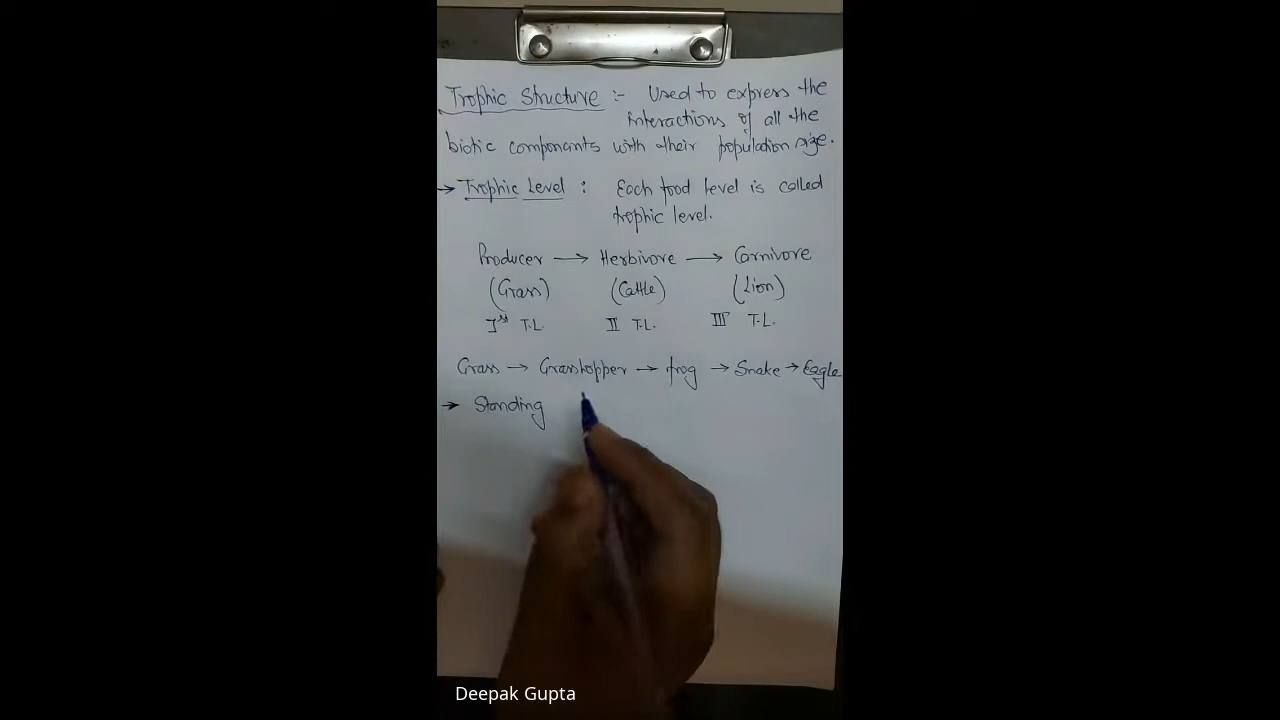 Trophic Structure :- Used to express the
interactions of all the
biotic componants with their population size.
→ Trophic Level : Each food level is called
trophic level.
Producer → Herbivore → Carnivore
(Grass) (Cattle) (Lion)
Ist T.L. II T.L. III T.L.
Grass → Grasshopper → frog → Snake → Eagle
→ Standing
Deepak Gupta